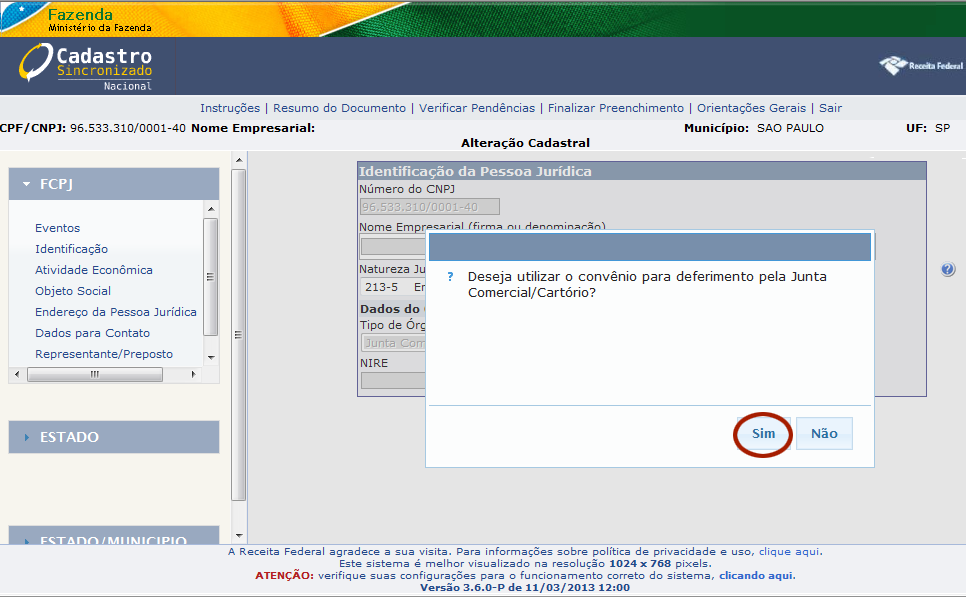 Fazenda
Ministério da Fazenda
Cadastro
Sincronizado
Nacional
Receita Federal
Instruções | Resumo do Documento | Verificar Pendências | Finalizar Preenchimento | Orientações Gerais | Sair
CPF/CNPJ: 96.533.310/0001-40 Nome Empresarial: Município: SAO PAULO UF: SP
Alteração Cadastral
FCPJ
Eventos
Identificação
Atividade Econômica
Objeto Social
Endereço da Pessoa Jurídica
Dados para Contato
Representante/Preposto
ESTADO
ESTADO/MUNICIPIO
Identificação da Pessoa Jurídica
Número do CNPJ
96.533.310/0001-40
Nome Empresarial (firma ou denominação)
Natureza Ju
213-5 Er
Dados do
Tipo de Órg
Junta Com
NIRE
? Deseja utilizar o convênio para deferimento pela Junta
Comercial/Cartório?
Sim Não
?
A Receita Federal agradece a sua visita. Para informações sobre política de privacidade e uso, clique aqui.
Este sistema é melhor visualizado na resolução 1024 x 768 pixels.
ATENÇÃO: verifique suas configurações para o funcionamento correto do sistema, clicando aqui.
Versão 3.6.0-P de 11/03/2013 12:00